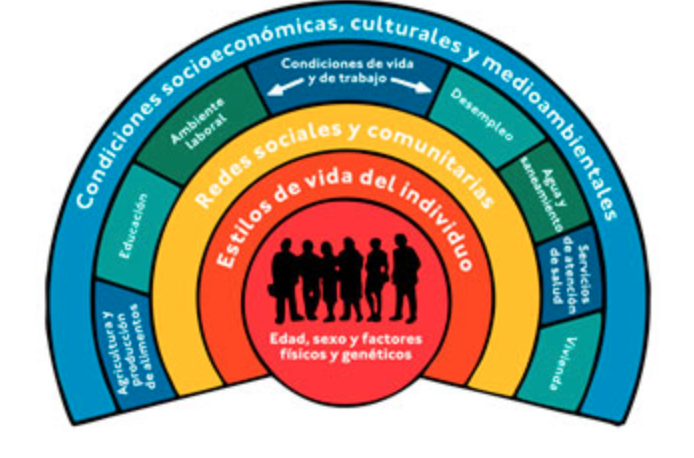 Condiciones socioeconómicas, culturales y medioambientales
Condiciones de vida
y de trabajo
Agricultura y
producción
de alimentos
Educación
Ambiente
laboral
Desempleo
Agua y
saneamiento
Servicios
de atención
de salud
Vivienda
Redes sociales y comunitarias
Estilos de vida del individuo
Edad, sexo y factores
físicos y genéticos